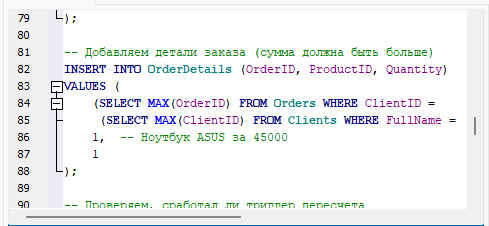 79 );
80
81 -- Добавляем детали заказа (сумма должна быть больше)
82 INSERT INTO OrderDetails (OrderID, ProductID, Quantity)
83 VALUES (
84 (SELECT MAX(OrderID) FROM Orders WHERE ClientID =
85 (SELECT MAX(ClientID) FROM Clients WHERE FullName =
86 1, -- Ноутбук ASUS за 45000
87 1
88 );
89
90 -- Проверяем, сработал ли триггер пересчета